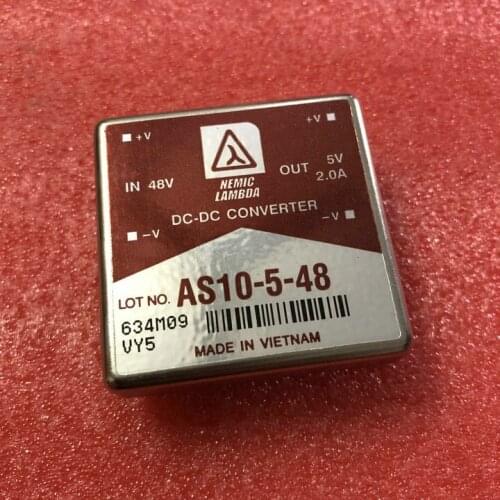 +V +V
IN 48V
NEMIC
LAMBDA
OUT 5V
2.0A
DC-DC CONVERTER
-V -V
LOT NO. AS10-5-48
634M09
VY5
MADE IN VIETNAM